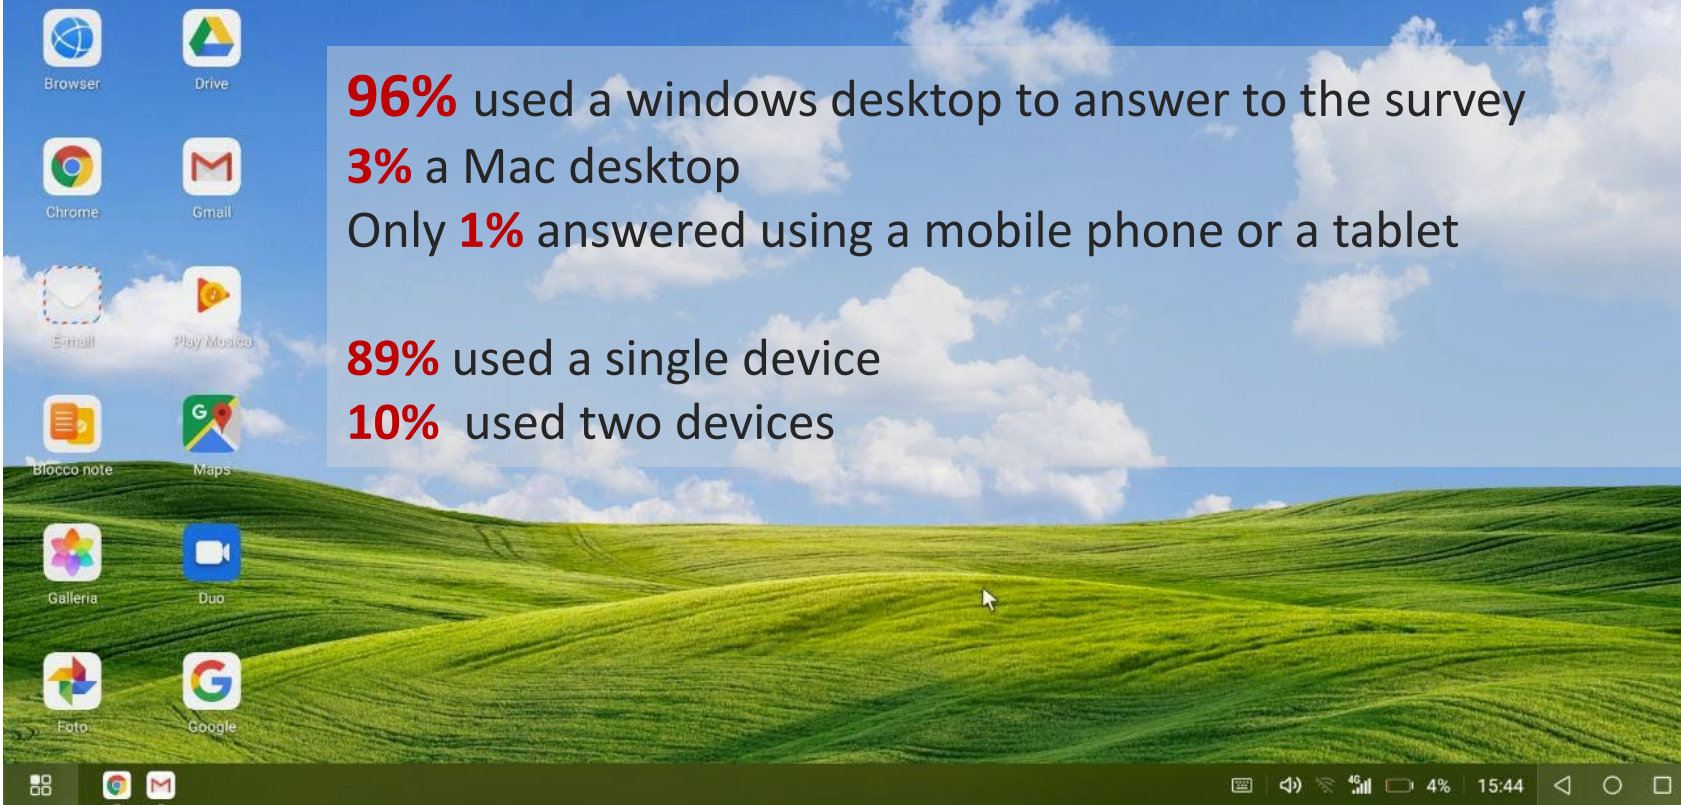 Browser
Drive
96% used a windows desktop to answer to the survey
3% a Mac desktop
Only 1% answered using a mobile phone or a tablet
89% used a single device
10% used two devices
Chrome
Gmail
E-mail
Play Musica
Blocco note
G
Maps
Galleria
Duo
Foto
Google
4G
4%
15:44